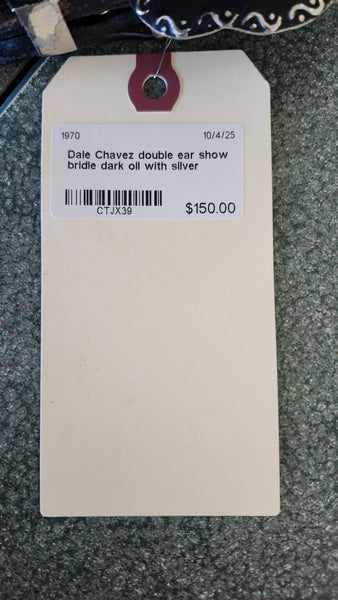 1970 10/4/25
Dale Chavez double ear show
bridle dark oil with silver
CTJX39 $150.00